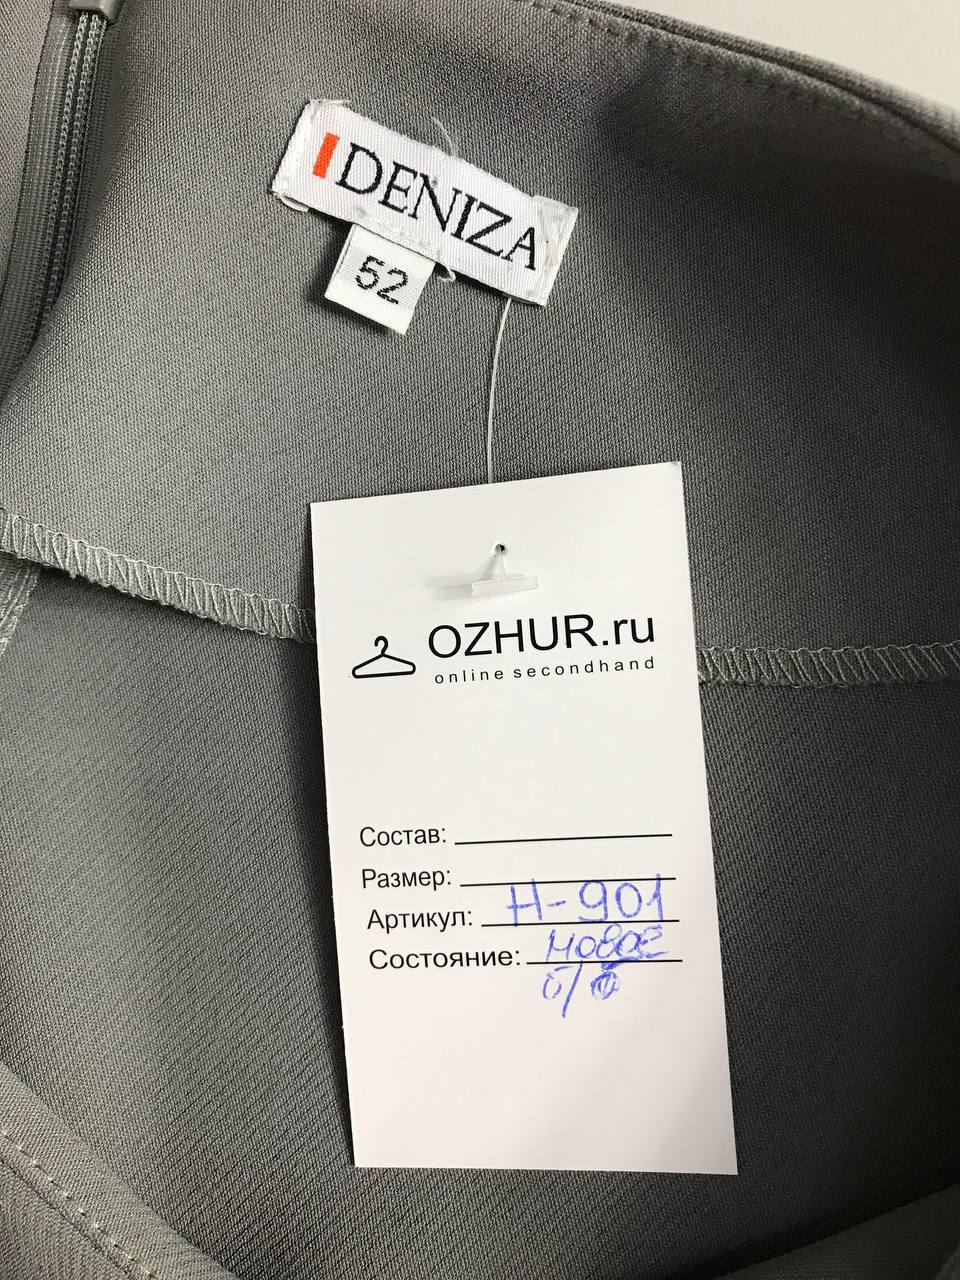 DENIZA
52
OZHUR.ru
online secondhand
Состав:
Размер:
Артикул: Н-901
Состояние: новое
б/